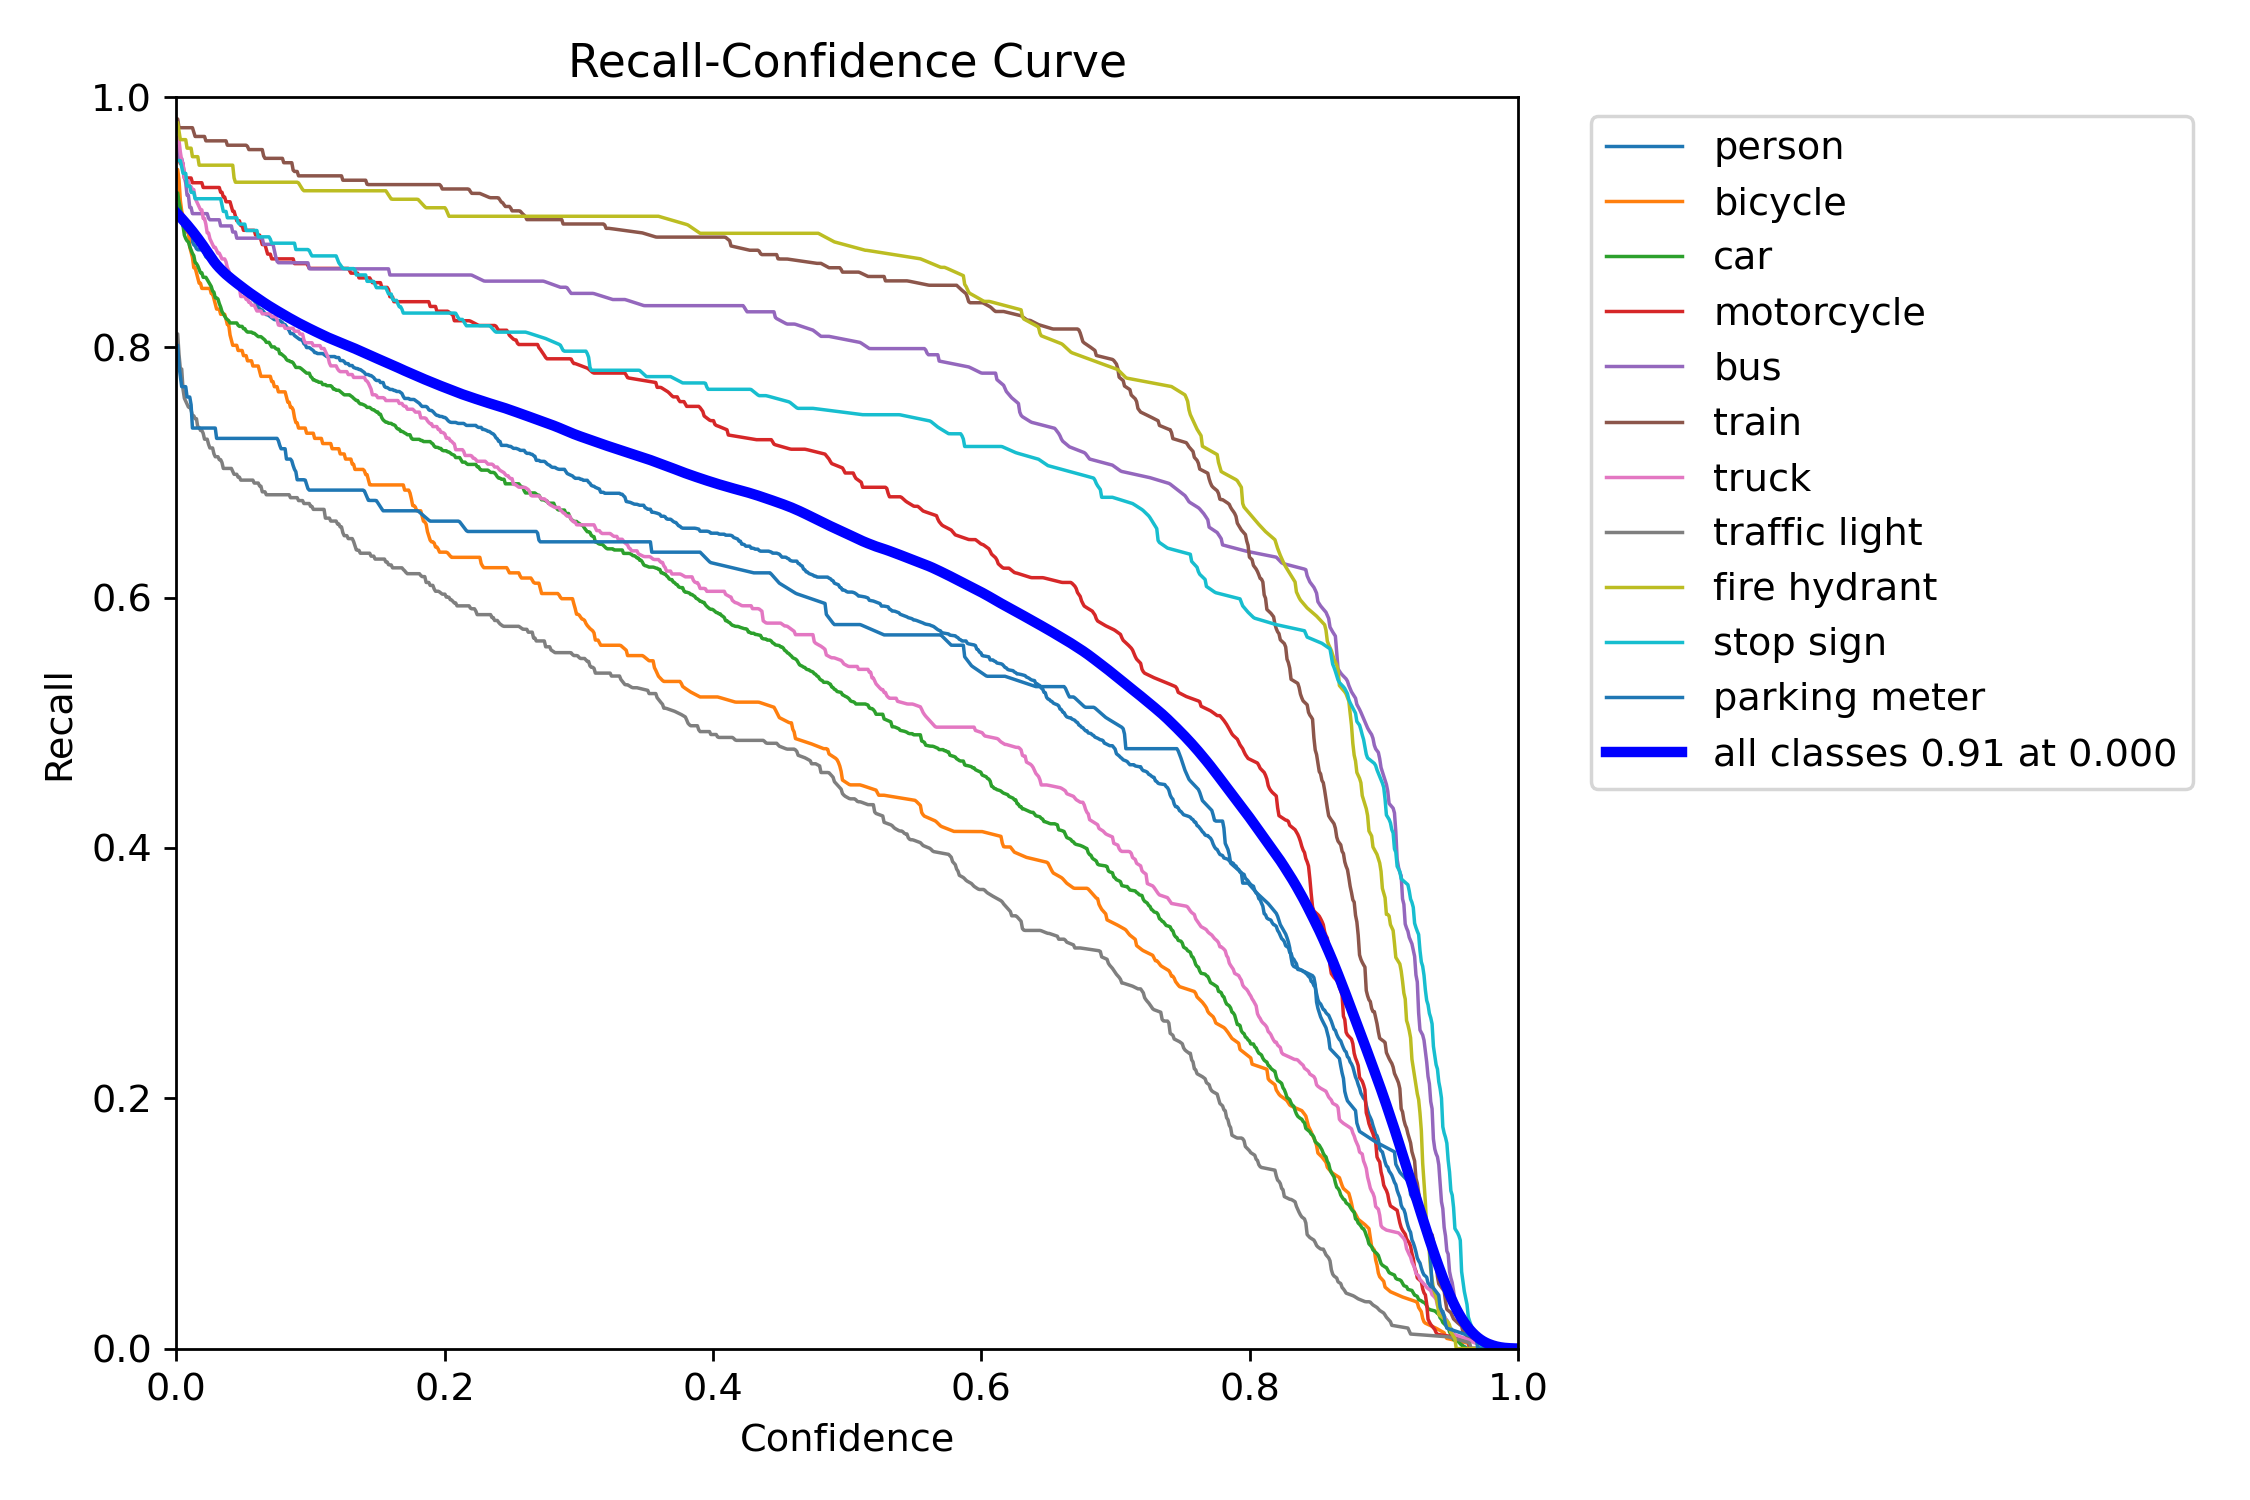 Recall-Confidence Curve
1.0
0.8
0.6
0.4
0.2
0.0
Recall
0.0 0.2 0.4 0.6 0.8 1.0
Confidence
person
bicycle
car
motorcycle
bus
train
truck
traffic light
fire hydrant
stop sign
parking meter
all classes 0.91 at 0.000